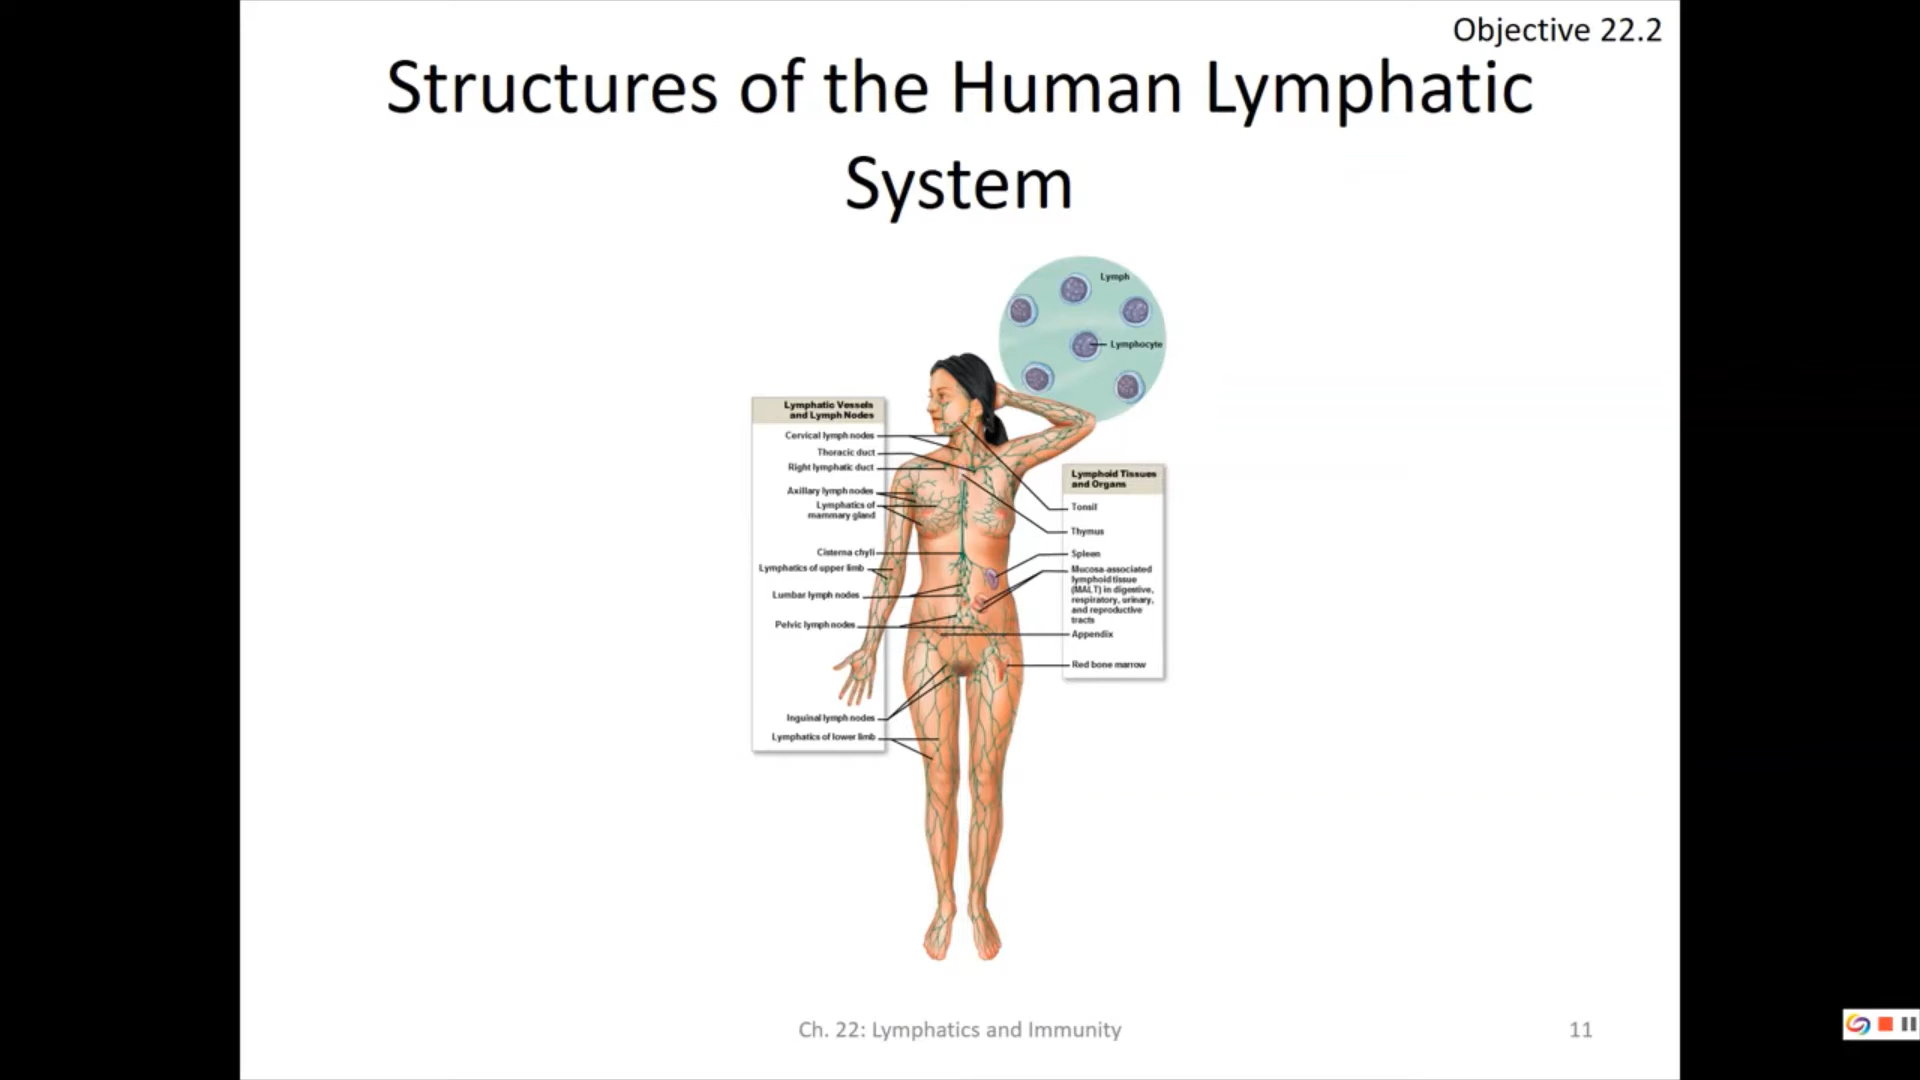 Objective 22.2
Structures of the Human Lymphatic
System
Lymph
Lymphocyte
Lymphatic Vessels
and Lymph Nodes
Cervical lymph nodes
Thoracic duct
Right lymphatic duct
Axillary lymph nodes
Lymphatics of
mammary gland
Cisterna chyli
Lymphatics of upper limb
Lumbar lymph nodes
Pelvic lymph nodes
Inguinal lymph nodes
Lymphatics of lower limb
Lymphoid Tissues
and Organs
Tonsil
Thymus
Spleen
Mucosa-associated
lymphoid tissue
(MALT) in digestive,
respiratory, urinary,
and reproductive
tracts
Appendix
Red bone marrow
Ch. 22: Lymphatics and Immunity
11